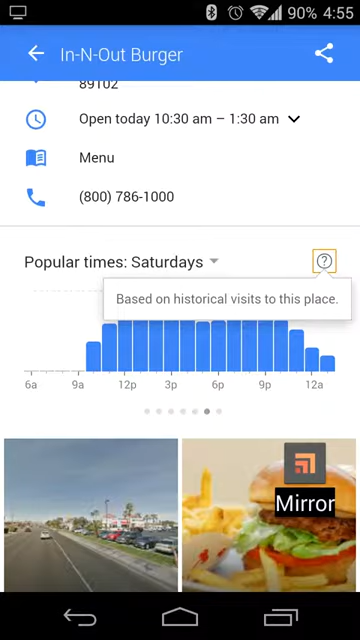 90% 4:55
In-N-Out Burger
89102
Open today 10:30 am – 1:30 am
Menu
(800) 786-1000
Popular times: Saturdays
?
Based on historical visits to this place.
6a 9a 12p 3p 6p 9p 12a
Mirror